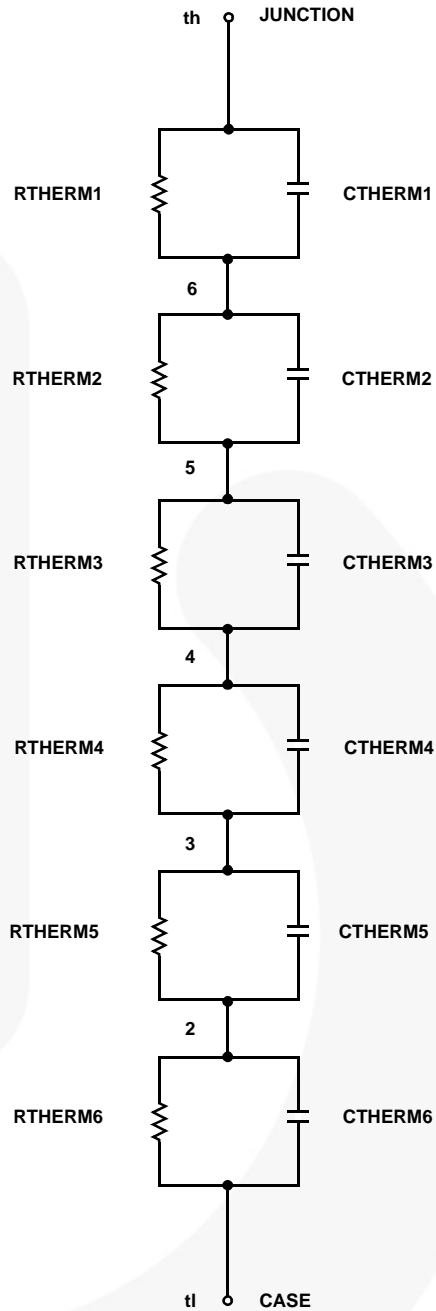 th JUNCTION
RTHERM1 CTHERM1
6
RTHERM2 CTHERM2
5
RTHERM3 CTHERM3
4
RTHERM4 CTHERM4
3
RTHERM5 CTHERM5
2
RTHERM6 CTHERM6
tl CASE